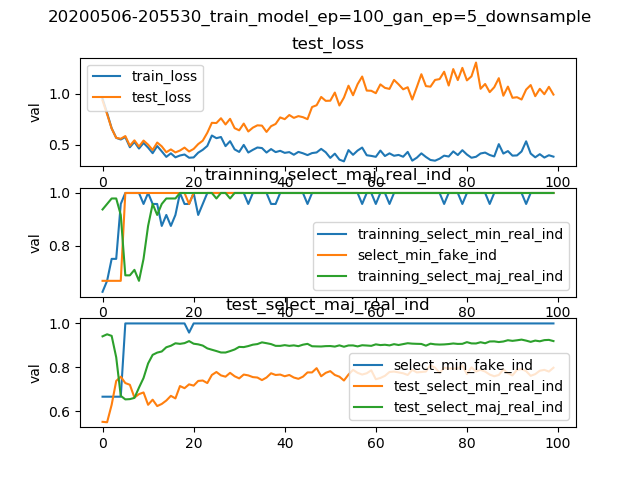 20200506-205530_train_model_ep=100_gan_ep=5_downsample
test_loss
train_loss
test_loss
val
1.0
0.5
0 20 40 60 80 100
trainning_select_maj_real_ind
trainning_select_min_real_ind
select_min_fake_ind
trainning_select_maj_real_ind
val
1.0
0.8
0 20 40 60 80 100
test_select_maj_real_ind
select_min_fake_ind
test_select_min_real_ind
test_select_maj_real_ind
val
1.0
0.8
0.6
0 20 40 60 80 100